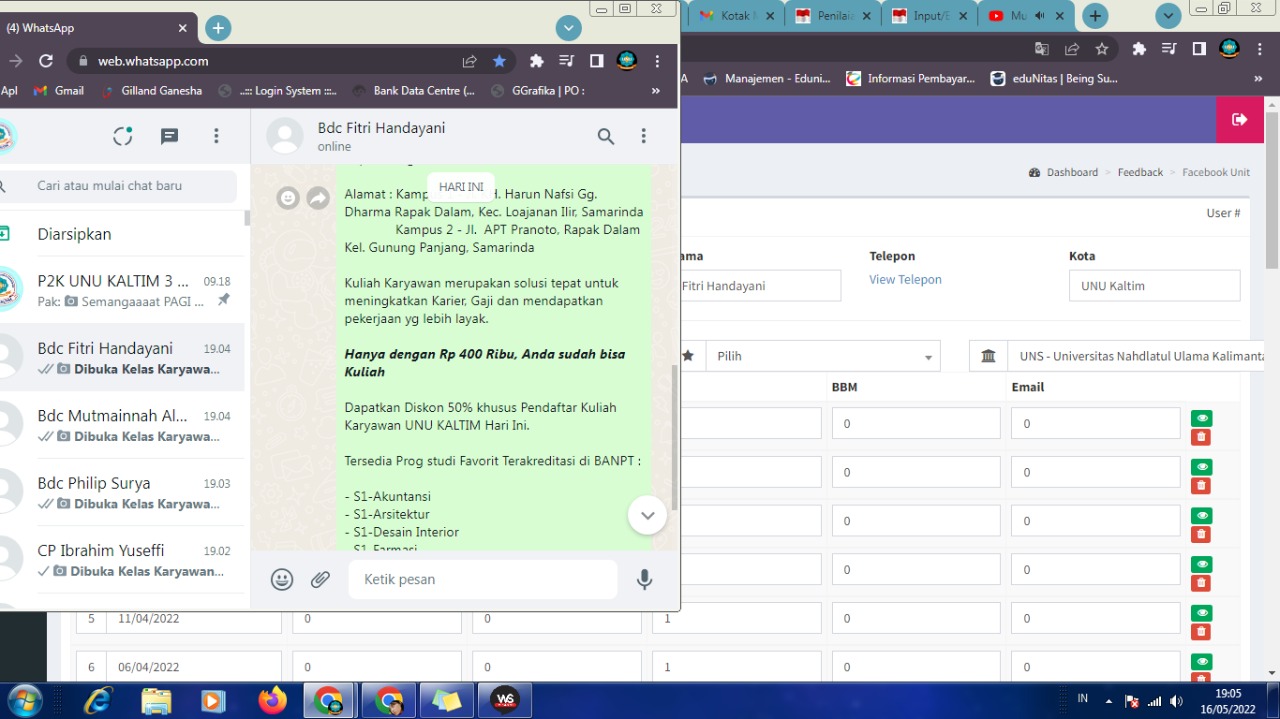 (4) WhatsApp
Kotak M
Penilaia
Input/E
Mu
web.whatsapp.com
Apl
Gmail
Gilland Ganesha
..::: Login System :::..
Bank Data Centre (...
GGrafika | PO :
»
A
Manajemen - Eduni...
Informasi Pembayar...
eduNitas | Being Su...
»
Bdc Fitri Handayani
online
Cari atau mulai chat baru
Diarsipkan
P2K UNU KALTIM 3 ...
09.18
Pak: Semangaaaat PAGI ...
Bdc Fitri Handayani
19.04
Dibuka Kelas Karyawa...
Bdc Mutmainnah Al...
19.04
Dibuka Kelas Karyawa...
Bdc Philip Surya
19.03
Dibuka Kelas Karyawa...
CP Ibrahim Yuseffi
19.02
Dibuka Kelas Karyawan...
HARI INI
Alamat : Kamp H. Harun Nafsi Gg.
Dharma Rapak Dalam, Kec. Loajanan Ilir, Samarinda
Kampus 2 - Jl. APT Pranoto, Rapak Dalam
Kel. Gunung Panjang, Samarinda
Kuliah Karyawan merupakan solusi tepat untuk
meningkatkan Karier, Gaji dan mendapatkan
pekerjaan yg lebih layak.
Hanya dengan Rp 400 Ribu, Anda sudah bisa
Kuliah
Dapatkan Diskon 50% khusus Pendaftar Kuliah
Karyawan UNU KALTIM Hari Ini.
Tersedia Prog studi Favorit Terakreditasi di BANPT :
- S1-Akuntansi
- S1-Arsitektur
- S1-Desain Interior
- S1-Farmasi
Ketik pesan
Dashboard > Feedback > Facebook Unit
User #
ama
Telepon
Kota
Fitri Handayani
View Telepon
UNU Kaltim
Pilih
UNS - Universitas Nahdlatul Ulama Kalimanta
BBM
Email
0
0
0
0
0
0
0
0
5
11/04/2022
0
0
1
0
0
6
06/04/2022
0
0
1
0
0
IN
19:05
16/05/2022